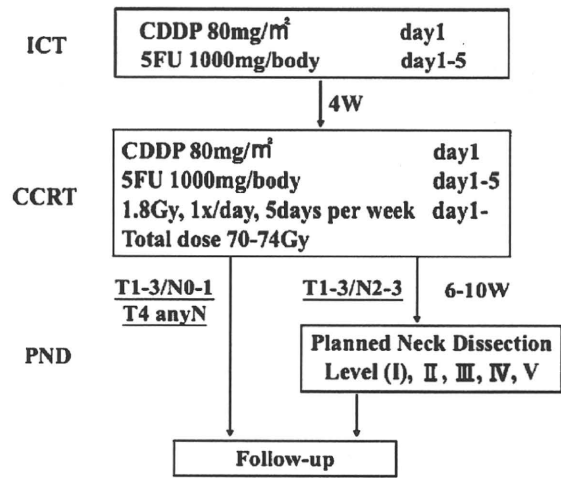 ICT
CDDP 80mg/㎡ day1
5FU 1000mg/body day1-5
4W
CCRT
CDDP 80mg/㎡ day1
5FU 1000mg/body day1-5
1.8Gy, 1x/day, 5days per week day1-
Total dose 70-74Gy
T1-3/N0-1
T4 anyN
T1-3/N2-3
6-10W
PND
Planned Neck Dissection
Level (I), Ⅱ, Ⅲ, Ⅳ, V
Follow-up